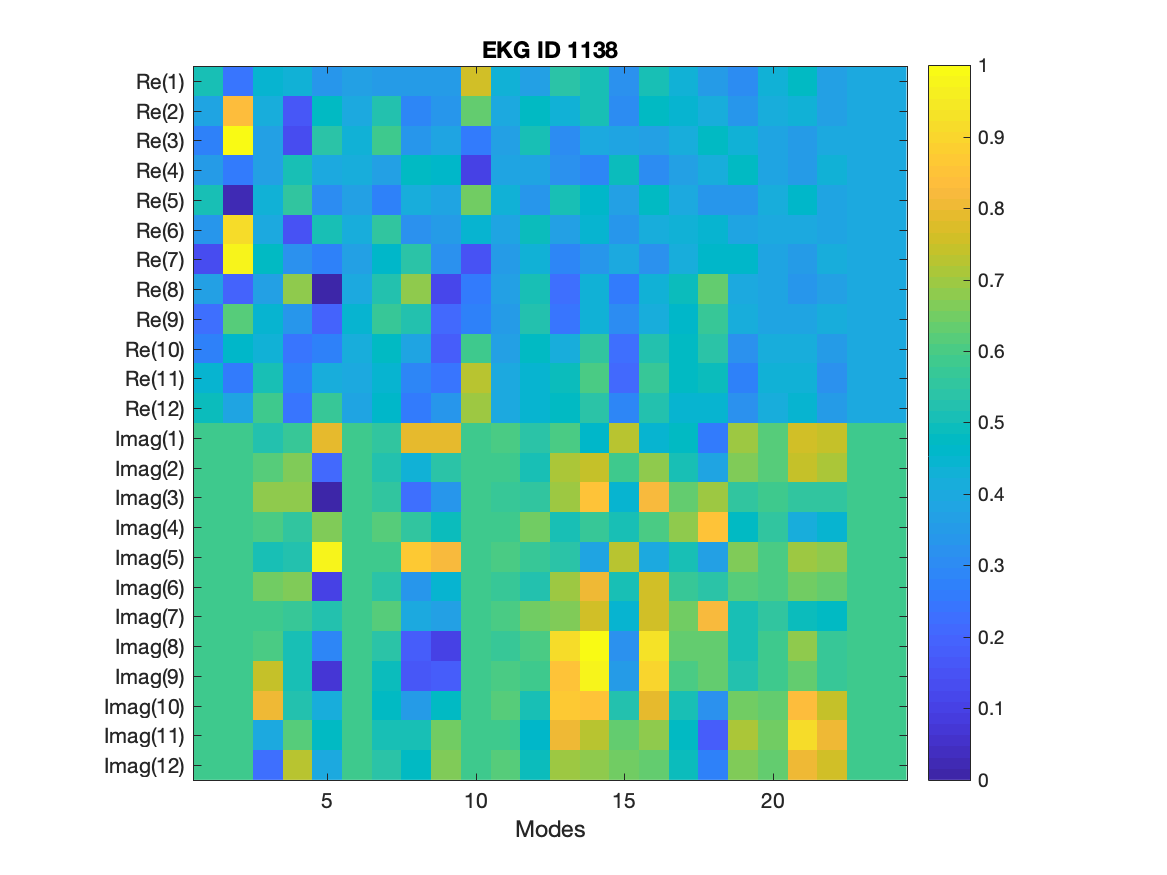 EKG ID 1138
Re(1)
Re(2)
Re(3)
Re(4)
Re(5)
Re(6)
Re(7)
Re(8)
Re(9)
Re(10)
Re(11)
Re(12)
Imag(1)
Imag(2)
Imag(3)
Imag(4)
Imag(5)
Imag(6)
Imag(7)
Imag(8)
Imag(9)
Imag(10)
Imag(11)
Imag(12)
5 10 15 20
Modes
1
0.9
0.8
0.7
0.6
0.5
0.4
0.3
0.2
0.1
0